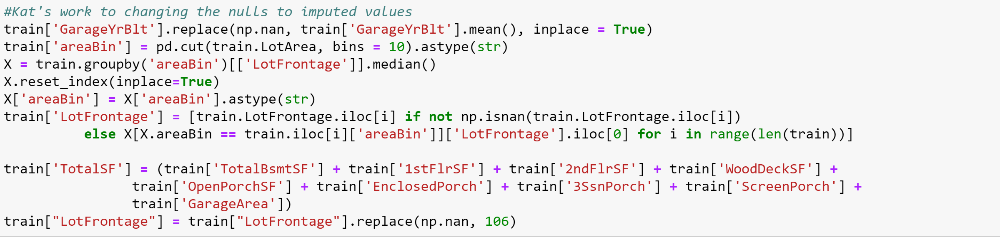 #Kat's work to changing the nulls to imputed values
train['GarageYrBlt'].replace(np.nan, train['GarageYrBlt'].mean(), inplace = True)
train['areaBin'] = pd.cut(train.LotArea, bins = 10).astype(str)
X = train.groupby('areaBin')[['LotFrontage']].median()
X.reset_index(inplace=True)
X['areaBin'] = X['areaBin'].astype(str)
train['LotFrontage'] = [train.LotFrontage.iloc[i] if not np.isnan(train.LotFrontage.iloc[i])
          else X[X.areaBin == train.iloc[i]['areaBin']]['LotFrontage'].iloc[0] for i in range(len(train))]

train['TotalSF'] = (train['TotalBsmtSF'] + train['1stFlrSF'] + train['2ndFlrSF'] + train['WoodDeckSF'] +
                train['OpenPorchSF'] + train['EnclosedPorch'] + train['3SsnPorch'] + train['ScreenPorch'] +
                train['GarageArea'])
train["LotFrontage"] = train["LotFrontage"].replace(np.nan, 106)